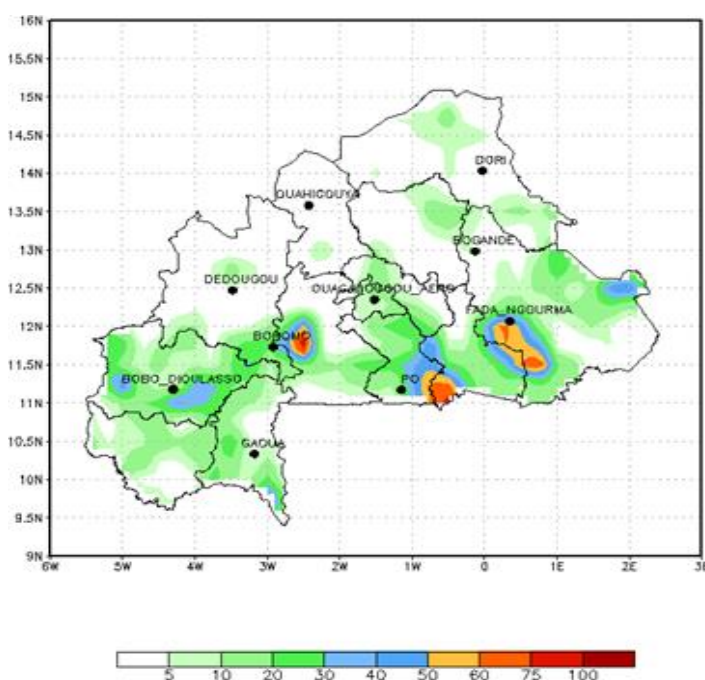 16N
15.5N
15N
14.5N
14N
13.5N
13N
12.5N
12N
11.5N
11N
10.5N
10N
9.5N
9N
DORI
OUAHIGOUYA
BOGANDE
DEDOUGOU
OUAGADOUGOU_AERO
FADA_NGOURMA
BOROMO
BOBO_DIOULASSO
PO
GAOUA
6W 5W 4W 3W 2W 1W 0 1E 2E 3E
5 10 20 30 40 50 60 75 100